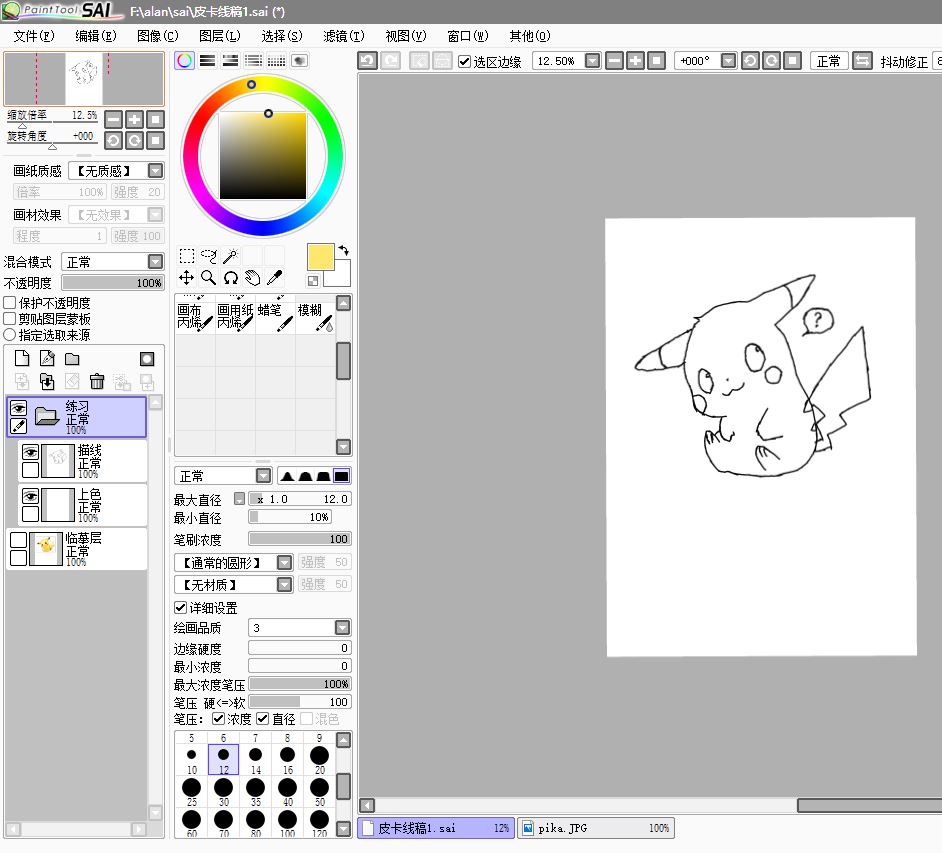 PaintTool SAI F:\alan\sai\皮卡线稿1.sai (*)
文件(F) 编辑(E) 图像(C) 图层(L) 选择(S) 滤镜(T) 视图(V) 窗口(W) 其他(O)
选区边缘 12.50% +000° 正常 抖动修正 8
缩放倍率 12.5%
旋转角度 +000
画纸质感 【无质感】
倍率 100% 强度 20
画材效果 【无效果】
程度 1 强度 100
混合模式 正常
不透明度 100%
保护不透明度
剪贴图层蒙板
指定选取来源
练习
正常
100%
描线
正常
100%
上色
正常
100%
临摹层
正常
100%
画布 画用纸 蜡笔 模糊
丙烯 丙烯
正常
最大直径 x 1.0 12.0
最小直径 10%
笔刷浓度 100
【通常的圆形】 强度 50
【无材质】 强度 50
详细设置
绘画品质 3
边缘硬度 0
最小浓度 0
最大浓度笔压 100%
笔压 硬<=>软 100
笔压: 浓度 直径 混色
5 6 7 8 9
10 12 14 16 20
25 30 35 40 50
60 70 80 100 120
?
皮卡线稿1.sai 12% pika.JPG 100%